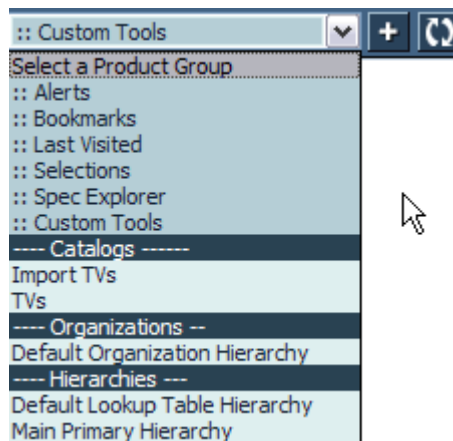 :: Custom Tools
+
Select a Product Group
:: Alerts
:: Bookmarks
:: Last Visited
:: Selections
:: Spec Explorer
:: Custom Tools
---- Catalogs ------
Import TVs
TVs
---- Organizations --
Default Organization Hierarchy
---- Hierarchies ---
Default Lookup Table Hierarchy
Main Primary Hierarchy